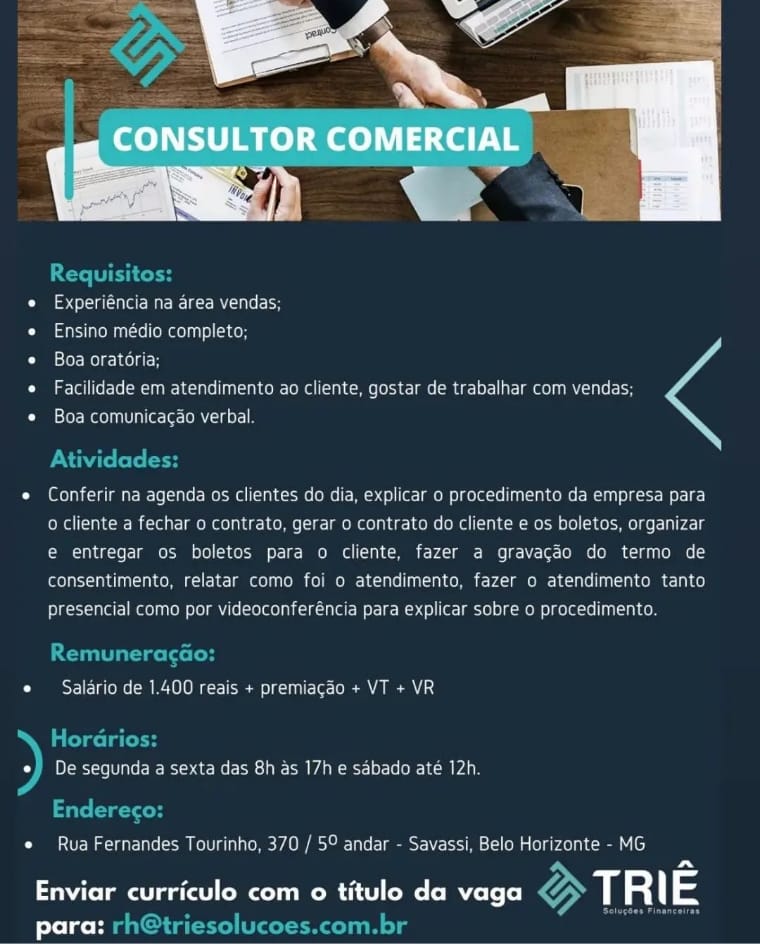 Contract
CONSULTOR COMERCIAL
INVOI
Requisitos:
• Experiência na área vendas;
• Ensino médio completo;
• Boa oratória;
• Facilidade em atendimento ao cliente, gostar de trabalhar com vendas;
• Boa comunicação verbal.
Atividades:
• Conferir na agenda os clientes do dia, explicar o procedimento da empresa para
o cliente a fechar o contrato, gerar o contrato do cliente e os boletos, organizar
e entregar os boletos para o cliente, fazer a gravação do termo de
consentimento, relatar como foi o atendimento, fazer o atendimento tanto
presencial como por videoconferência para explicar sobre o procedimento.
Remuneração:
• Salário de 1.400 reais + premiação + VT + VR
Horários:
• De segunda a sexta das 8h às 17h e sábado até 12h.
Endereço:
• Rua Fernandes Tourinho, 370 / 5º andar - Savassi, Belo Horizonte - MG
Enviar currículo com o título da vaga
para: rh@triesolucoes.com.br
TRIÊ
Soluções Financeiras